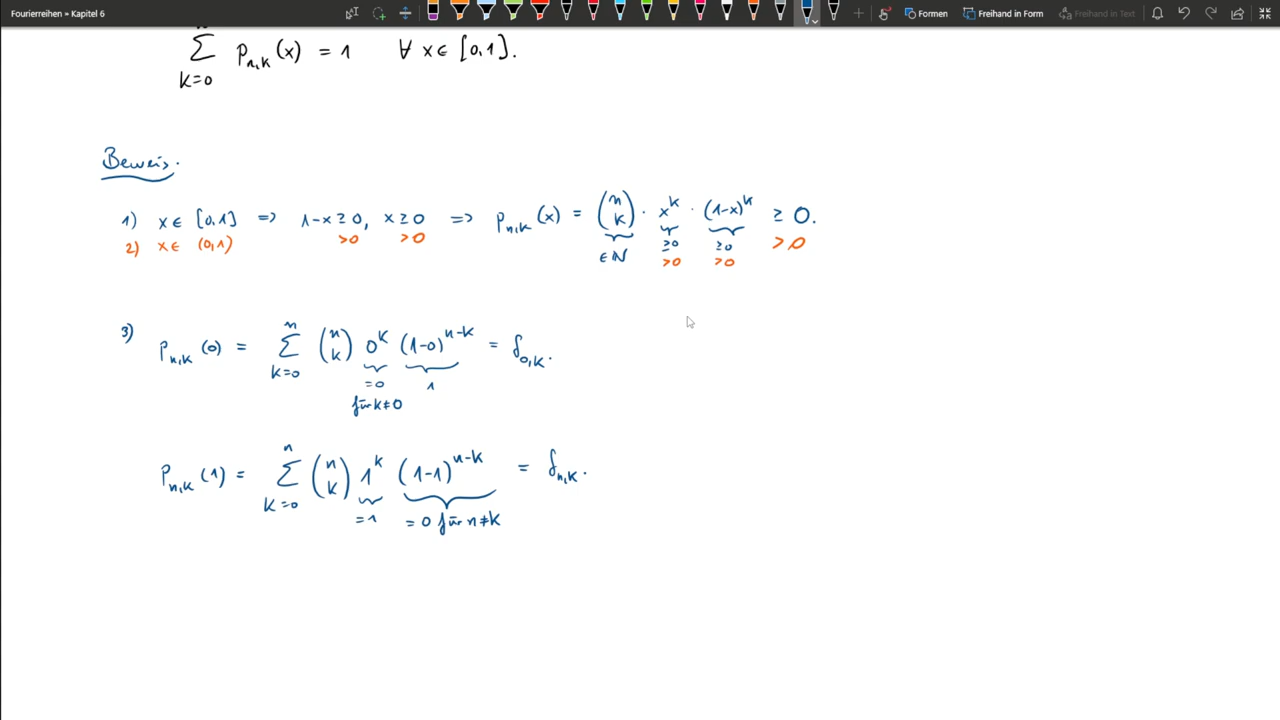 Fourierreihen » Kapitel 6
Formen
Freihand in Form
Freihand in Text
∑_{k=0} p_{n,k}(x) = 1 ∀ x ∈ [0,1].
Beweis.
1) x ∈ [0,1] ⇒ 1-x ≥ 0, x ≥ 0 ⇒ p_{n,k}(x) = (n k) · x^k · (1-x)^k ≥ 0.
∈ ℕ ≥0 ≥0
2) x ∈ (0,1) >0 >0 >0 >0 >0
3) p_{n,k}(0) = ∑_{k=0}^{n} (n k) 0^k (1-0)^{n-k} = δ_{0,k}.
=0 1
für k≠0
p_{n,k}(1) = ∑_{k=0}^{n} (n k) 1^k (1-1)^{n-k} = δ_{n,k}.
=1 = 0 für n≠k